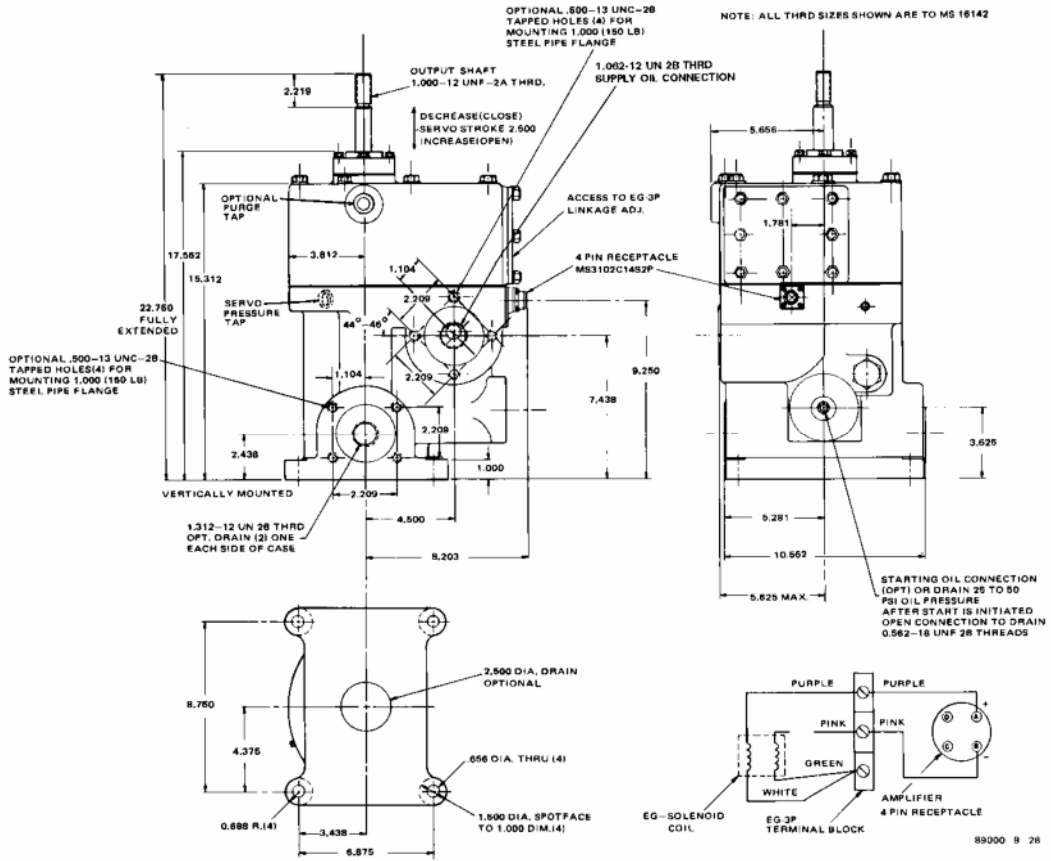 OPTIONAL .500-13 UNC-2B
TAPPED HOLES (4) FOR
MOUNTING 1.000 (150 LB)
STEEL PIPE FLANGE
NOTE: ALL THRD SIZES SHOWN ARE TO MS 16142
1.062-12 UN 2B THRD
SUPPLY OIL CONNECTION
OUTPUT SHAFT
1.000-12 UNF-2A THRD.
2.219
DECREASE(CLOSE)
SERVO STROKE 2.500
INCREASE(OPEN)
5.656
OPTIONAL
PURGE
TAP
ACCESS TO EG-3P
LINKAGE ADJ.
1.781
17.562
15.312
3.812
1.104
4 PIN RECEPTACLE
MS3102C14S2P
22.750
FULLY
EXTENDED
SERVO
PRESSURE
TAP
2.209
44°-46°
OPTIONAL .500-13 UNC-2B
TAPPED HOLES(4) FOR
MOUNTING 1.000 (150 LB)
STEEL PIPE FLANGE
1.104
2.209
9.250
7.438
2.209
3.625
2.438
1.000
VERTICALLY MOUNTED
2.209
4.500
5.281
1.312-12 UN 2B THRD
OPT. DRAIN (2) ONE
EACH SIDE OF CASE
8.203
10.562
5.625 MAX.
STARTING OIL CONNECTION
(OPT) OR DRAIN 25 TO 50
PSI OIL PRESSURE
AFTER START IS INITIATED
OPEN CONNECTION TO DRAIN
0.562-18 UNF 2B THREADS
2.500 DIA. DRAIN
OPTIONAL
8.750
4.375
.656 DIA. THRU (4)
1.500 DIA. SPOTFACE
TO 1.000 DIM.(4)
0.688 R.(4)
3.438
6.875
PURPLE
PURPLE
PINK
PINK
D
A
+
C
B
-
GREEN
WHITE
EG-SOLENOID
COIL
EG-3P
TERMINAL BLOCK
AMPLIFIER
4 PIN RECEPTACLE
89000 B 28